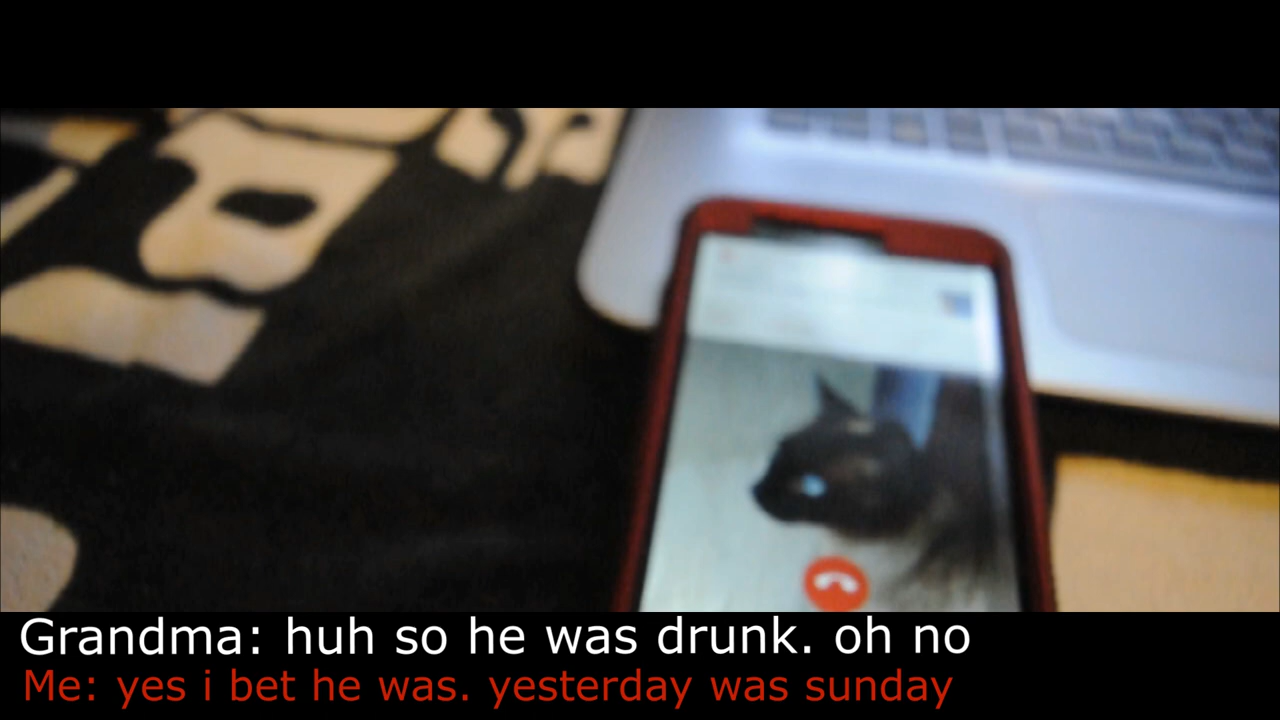 Grandma: huh so he was drunk. oh no
Me: yes i bet he was. yesterday was sunday